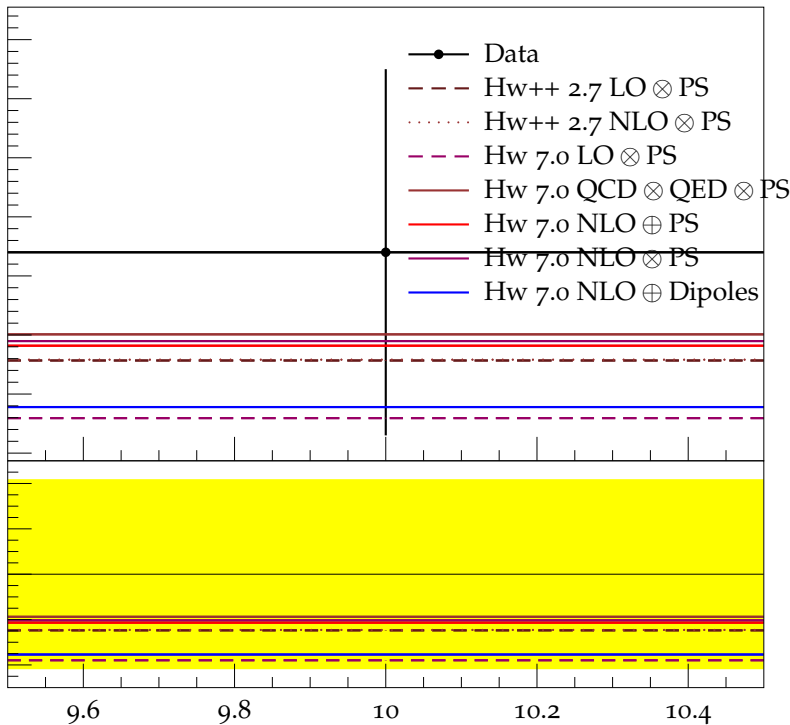 Data
Hw++ 2.7 LO ⊗ PS
Hw++ 2.7 NLO ⊗ PS
Hw 7.0 LO ⊗ PS
Hw 7.0 QCD ⊗ QED ⊗ PS
Hw 7.0 NLO ⊕ PS
Hw 7.0 NLO ⊗ PS
Hw 7.0 NLO ⊕ Dipoles
9.6 9.8 10 10.2 10.4